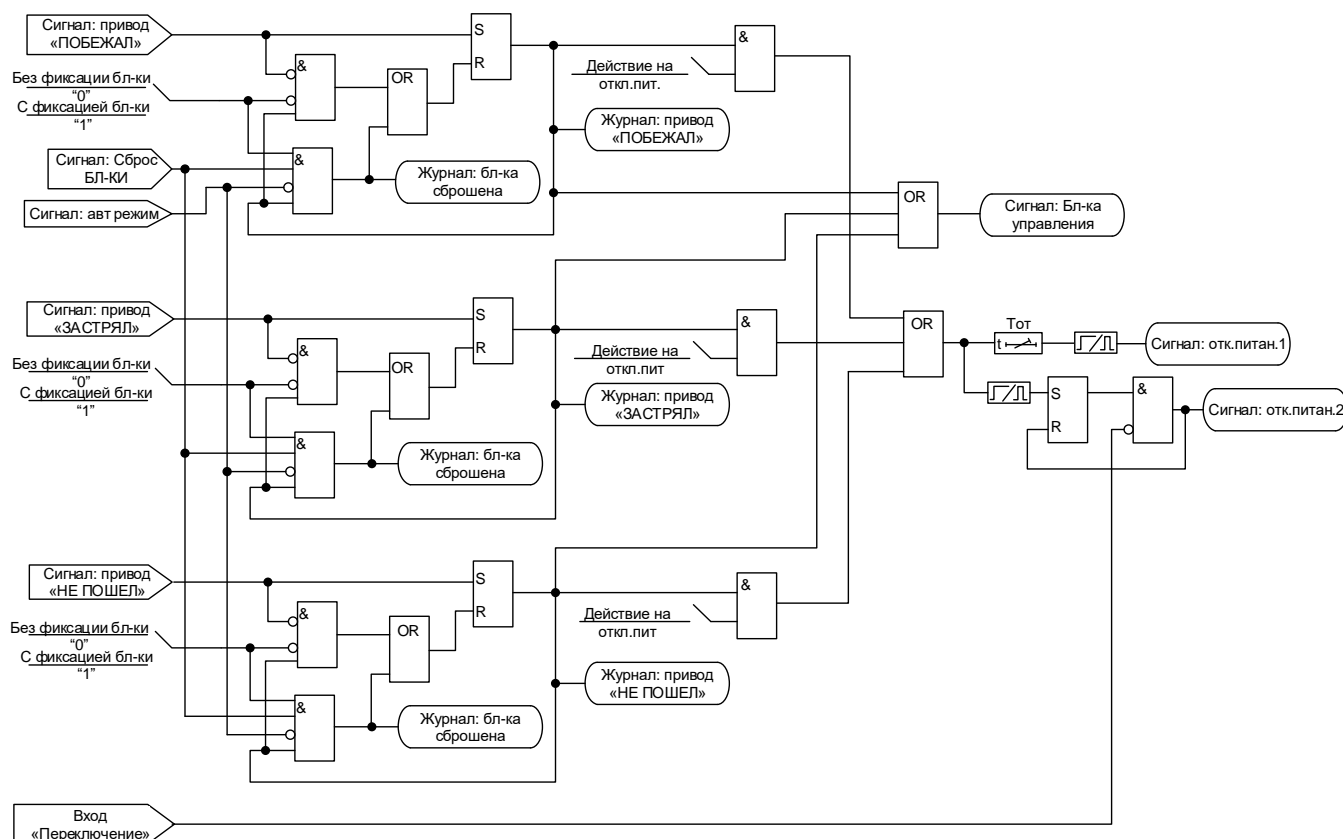 Сигнал: привод
«ПОБЕЖАЛ»
Без фиксации бл-ки
“0”
С фиксацией бл-ки
“1”
Сигнал: Сброс
БЛ-КИ
Сигнал: авт режим
&
&
OR
S
R
Журнал: бл-ка
сброшена
Действие на
откл.пит.
&
Журнал: привод
«ПОБЕЖАЛ»
OR
Сигнал: Бл-ка
управления
Сигнал: привод
«ЗАСТРЯЛ»
Без фиксации бл-ки
“0”
С фиксацией бл-ки
“1”
&
&
OR
S
R
Журнал: бл-ка
сброшена
Действие на
откл.пит
&
Журнал: привод
«ЗАСТРЯЛ»
OR
Тот
t
Сигнал: отк.питан.1
S
R
&
Сигнал: отк.питан.2
Сигнал: привод
«НЕ ПОШЕЛ»
Без фиксации бл-ки
“0”
С фиксацией бл-ки
“1”
&
&
OR
S
R
Журнал: бл-ка
сброшена
Действие на
откл.пит
&
Журнал: привод
«НЕ ПОШЕЛ»
Вход
«Переключение»